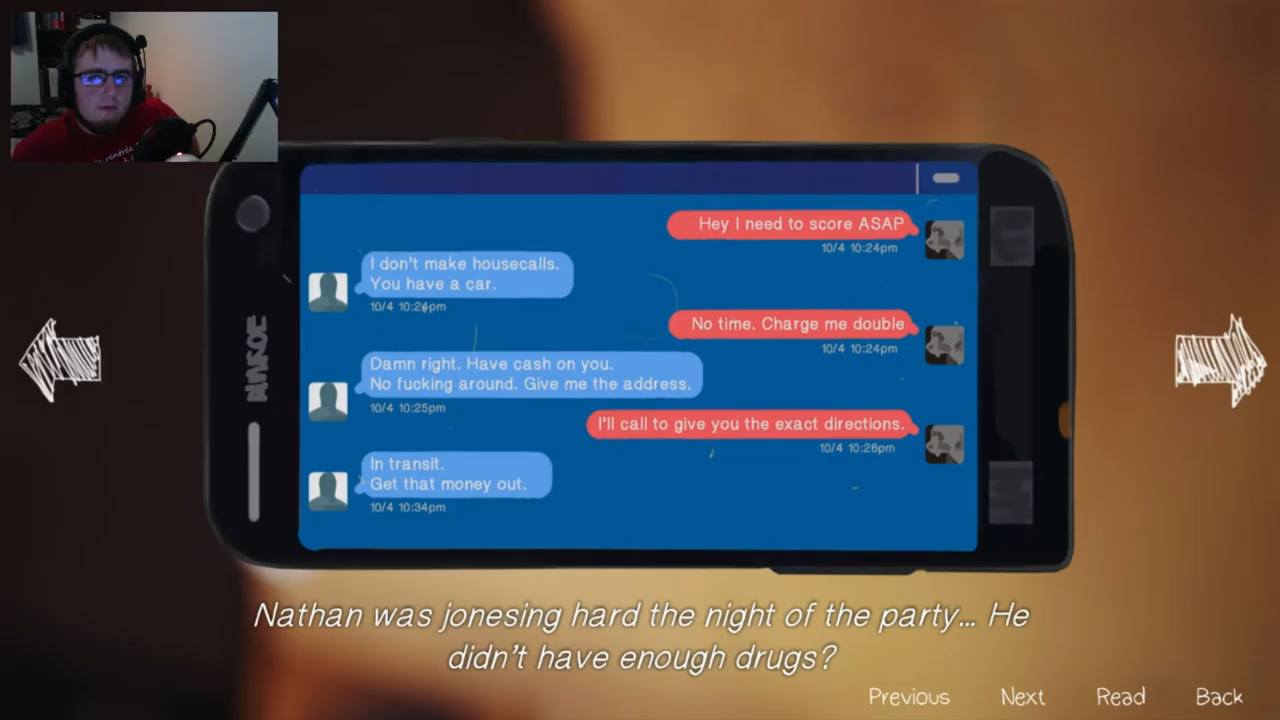 Hey I need to score ASAP
10/4 10:24pm
I don't make housecalls.
You have a car.
10/4 10:24pm
No time. Charge me double
10/4 10:24pm
Damn right. Have cash on you.
No fucking around. Give me the address.
10/4 10:25pm
I'll call to give you the exact directions.
10/4 10:26pm
In transit.
Get that money out.
10/4 10:34pm
Nathan was jonesing hard the night of the party... He
didn't have enough drugs?
Previous Next Read Back